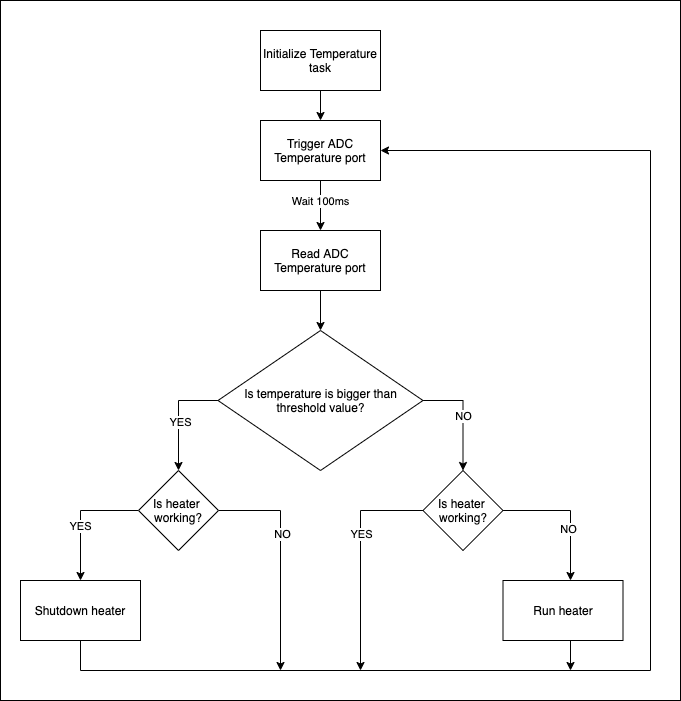 Initialize Temperature
task
Trigger ADC
Temperature port
Wait 100ms
Read ADC
Temperature port
Is temperature is bigger than
threshold value?
YES
NO
Is heater
working?
Is heater
working?
YES
NO
YES
NO
Shutdown heater
Run heater